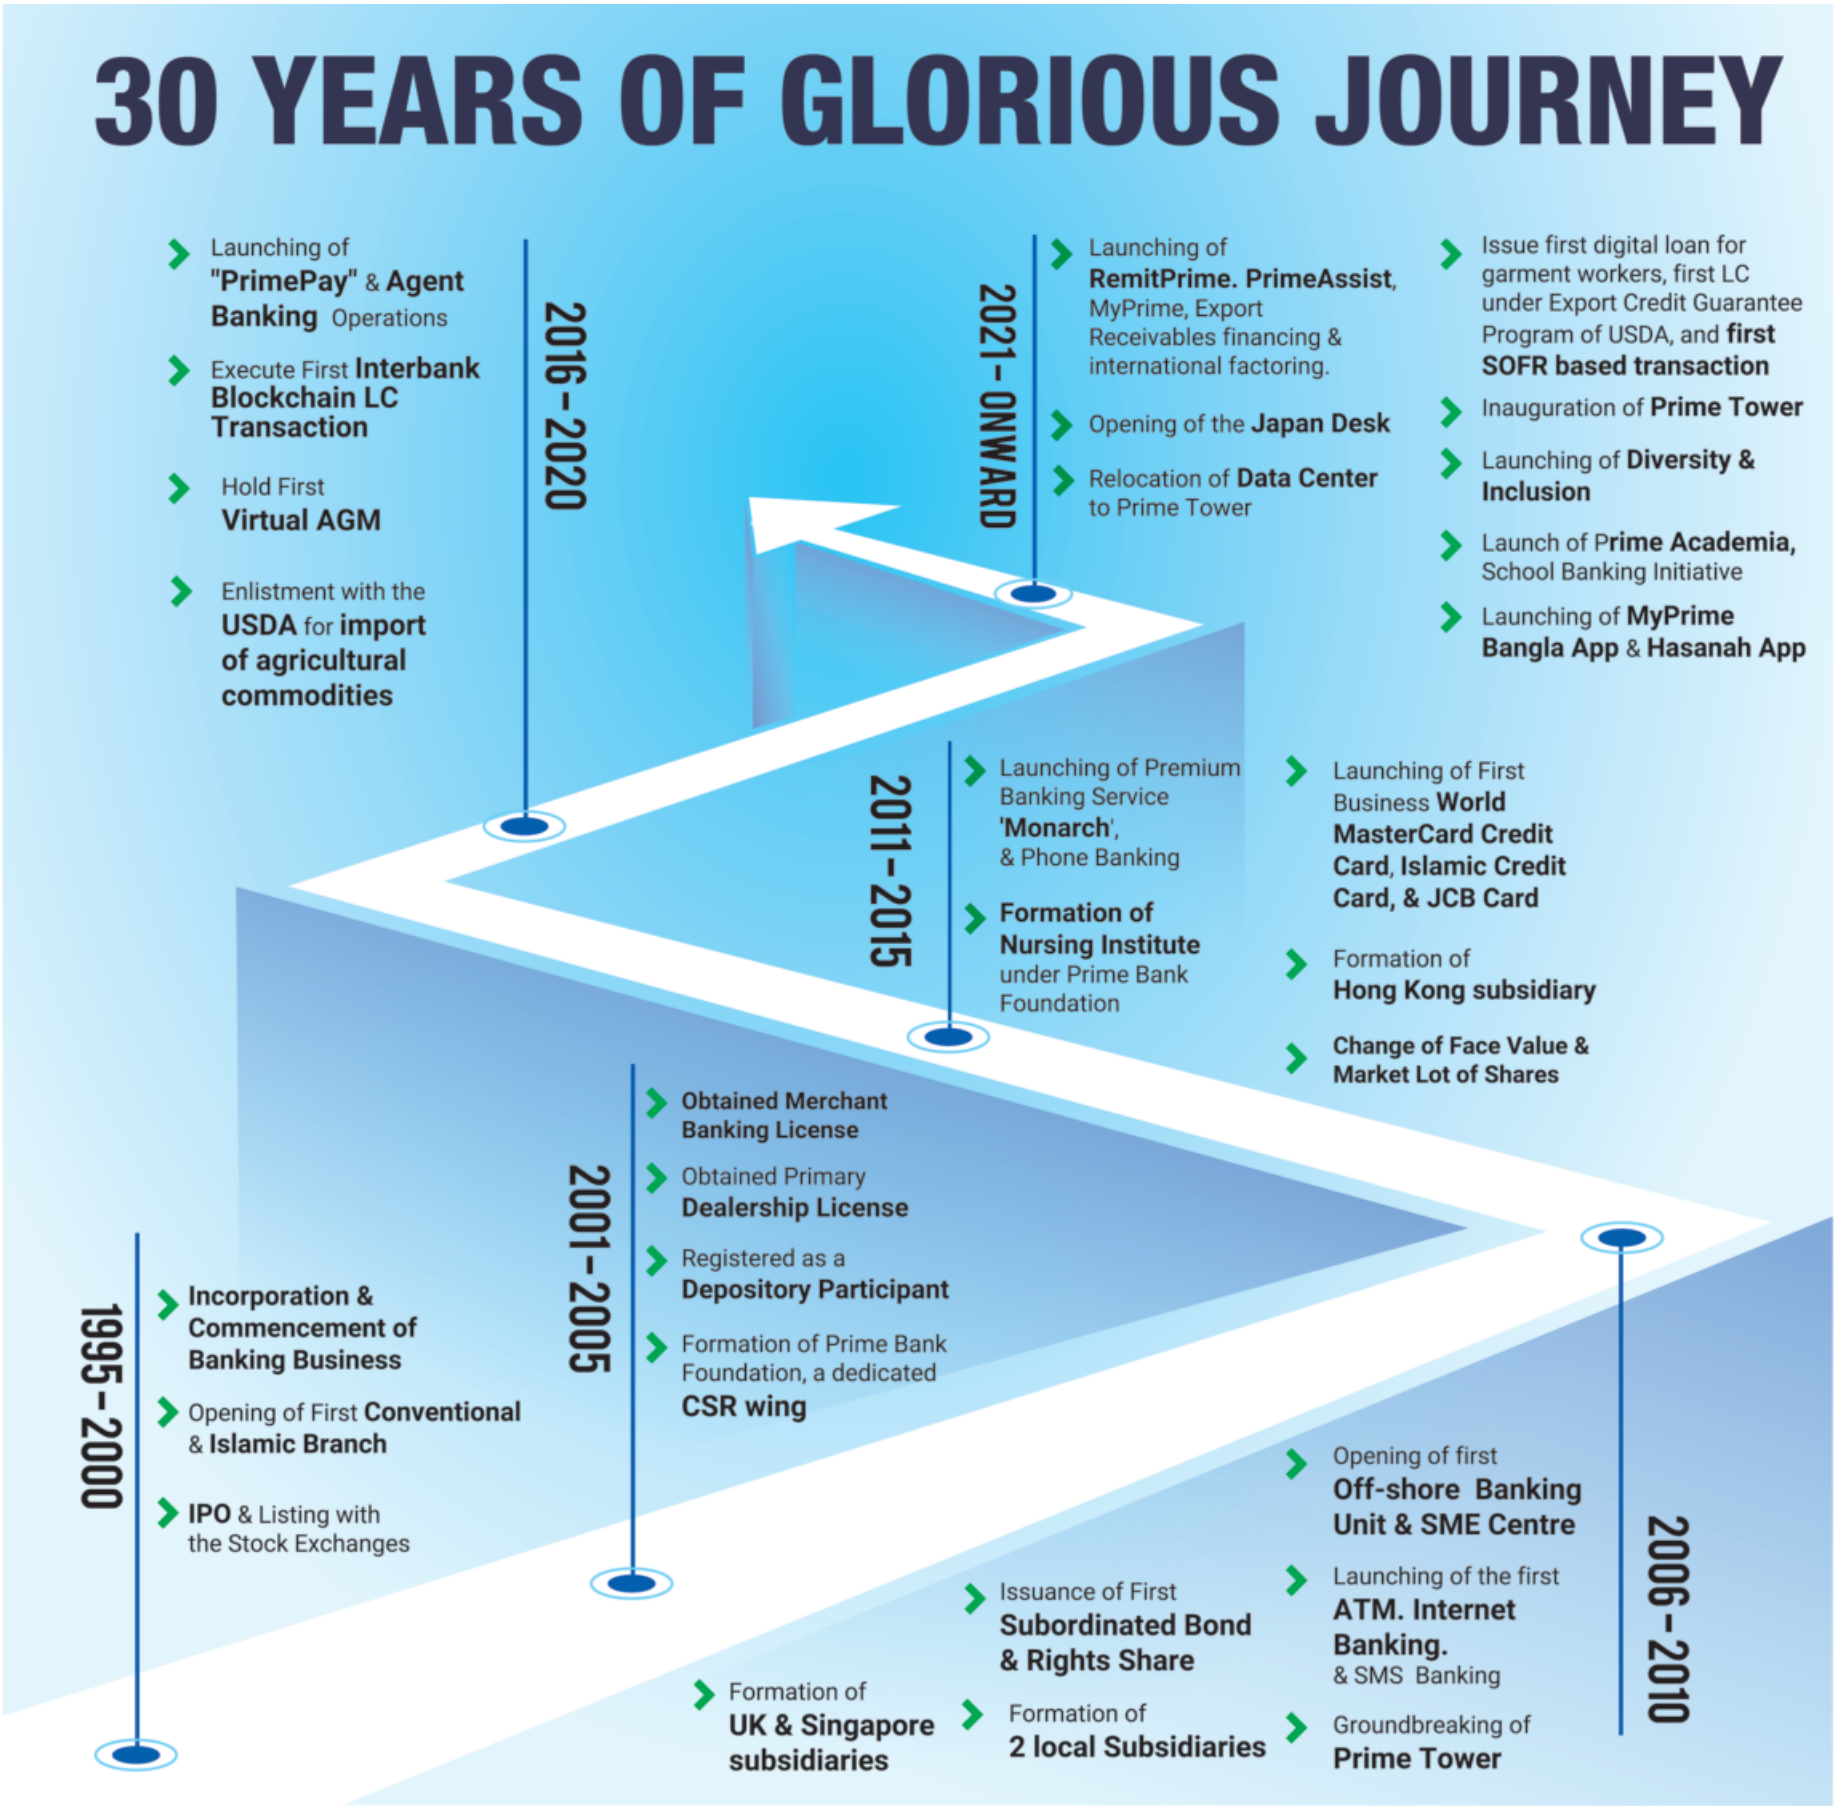 30 YEARS OF GLORIOUS JOURNEY
2016-2020
Launching of
"PrimePay" & Agent
Banking Operations
Execute First Interbank
Blockchain LC
Transaction
Hold First
Virtual AGM
Enlistment with the
USDA for import
of agricultural
commodities
2021- ONWARD
Launching of
RemitPrime. PrimeAssist,
MyPrime, Export
Receivables financing &
international factoring.
Opening of the Japan Desk
Relocation of Data Center
to Prime Tower
Issue first digital loan for
garment workers, first LC
under Export Credit Guarantee
Program of USDA, and first
SOFR based transaction
Inauguration of Prime Tower
Launching of Diversity &
Inclusion
Launch of Prime Academia,
School Banking Initiative
Launching of MyPrime
Bangla App & Hasanah App
2011-2015
Launching of Premium
Banking Service
'Monarch',
& Phone Banking
Formation of
Nursing Institute
under Prime Bank
Foundation
Launching of First
Business World
MasterCard Credit
Card, Islamic Credit
Card, & JCB Card
Formation of
Hong Kong subsidiary
Change of Face Value &
Market Lot of Shares
2001-2005
Obtained Merchant
Banking License
Obtained Primary
Dealership License
Registered as a
Depository Participant
Formation of Prime Bank
Foundation, a dedicated
CSR wing
1995-2000
Incorporation &
Commencement of
Banking Business
Opening of First Conventional
& Islamic Branch
IPO & Listing with
the Stock Exchanges
2006-2010
Opening of first
Off-shore Banking
Unit & SME Centre
Launching of the first
ATM. Internet
Banking.
& SMS Banking
Groundbreaking of
Prime Tower
Issuance of First
Subordinated Bond
& Rights Share
Formation of
2 local Subsidiaries
Formation of
UK & Singapore
subsidiaries